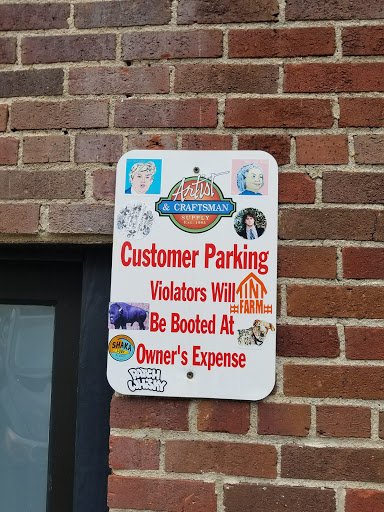 Artist
& CRAFTSMAN
SUPPLY
Customer Parking
Violators Will
TINY
FARM
Be Booted At
SHAKA
Owner's Expense